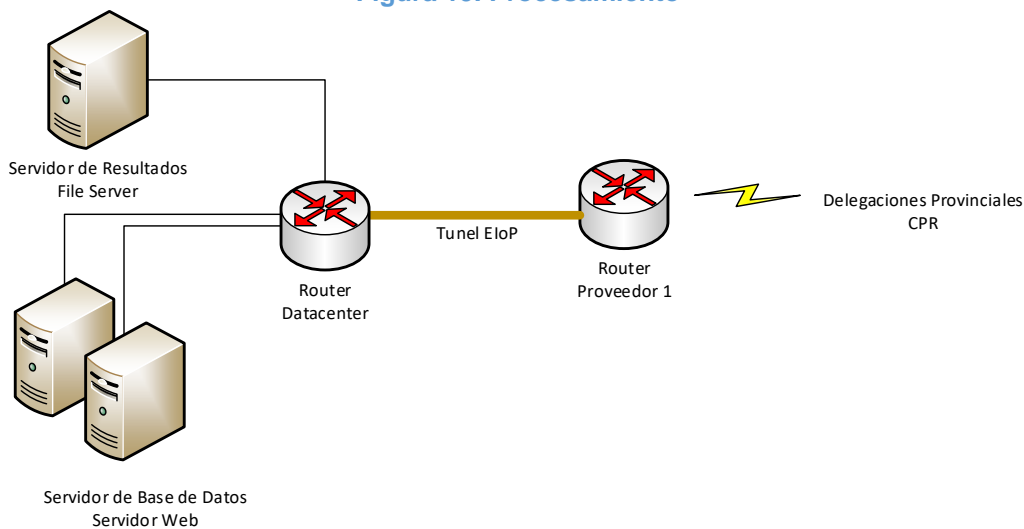 Servidor de Resultados
File Server
Tunel EIoP
Delegaciones Provinciales
CPR
Router
Datacenter
Router
Proveedor 1
Servidor de Base de Datos
Servidor Web